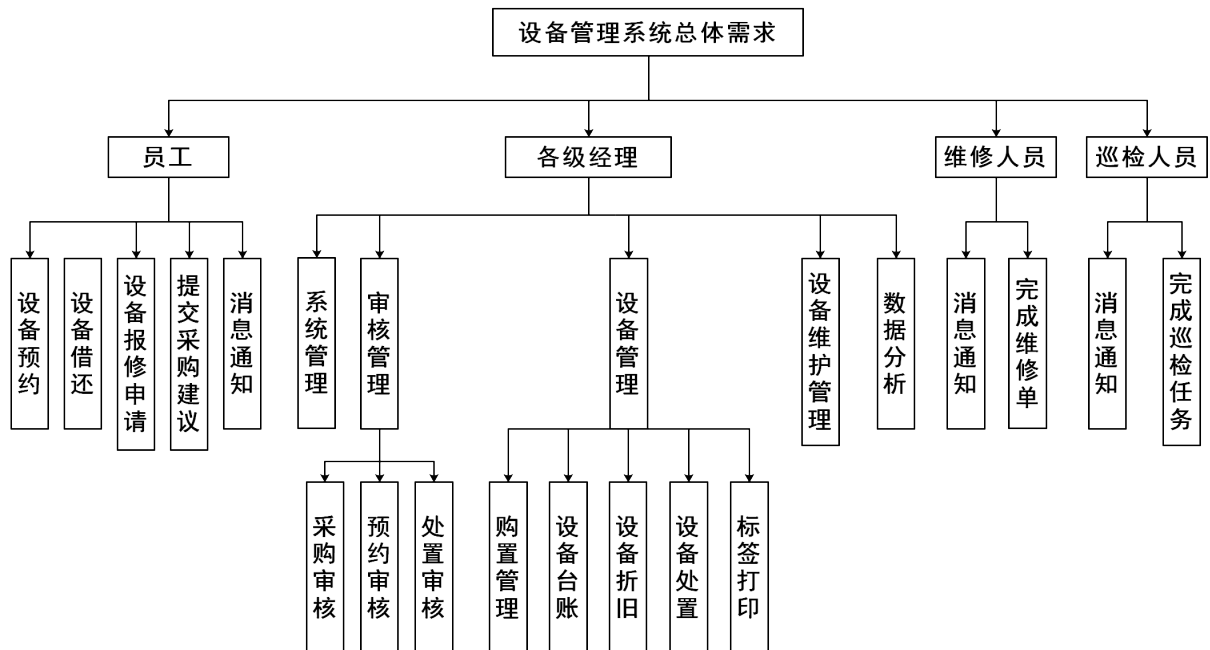 设备管理系统总体需求
员工
各级经理
维修人员
巡检人员
设备预约
设备借还
设备报修申请
提交采购建议
消息通知
系统管理
审核管理
设备管理
设备维护管理
数据分析
消息通知
完成维修单
消息通知
完成巡检任务
采购审核
预约审核
处置审核
购置管理
设备台账
设备折旧
设备处置
标签打印